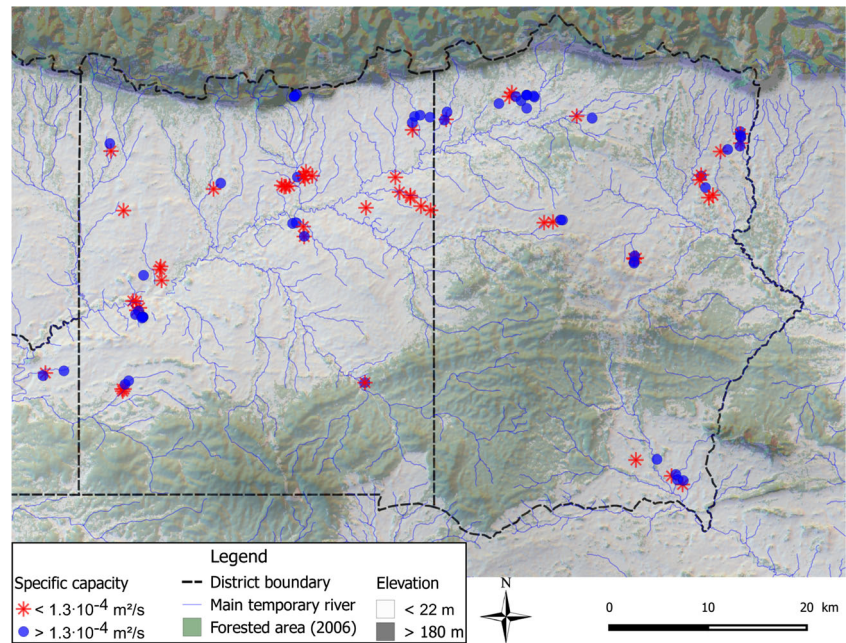 Legend
Specific capacity
< 1.3·10⁻⁴ m²/s
> 1.3·10⁻⁴ m²/s
District boundary
Main temporary river
Forested area (2006)
Elevation
< 22 m
> 180 m
N
0 10 20 km